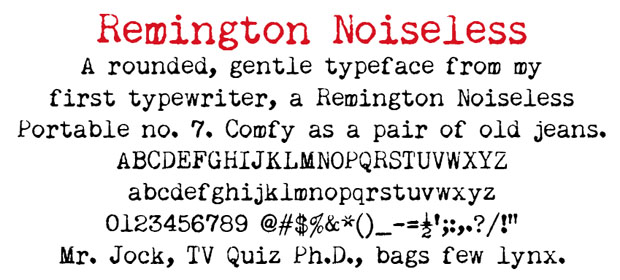 Remington Noiseless
A rounded, gentle typeface from my
first typewriter, a Remington Noiseless
Portable no. 7. Comfy as a pair of old jeans.
ABCDEFGHIJKLMNOPQRSTUVWXYZ
abcdefghijklmnopqrstuvwxyz
0123456789 @#$%&*()_-=½';:,.?/!"
Mr. Jock, TV Quiz Ph.D., bags few lynx.